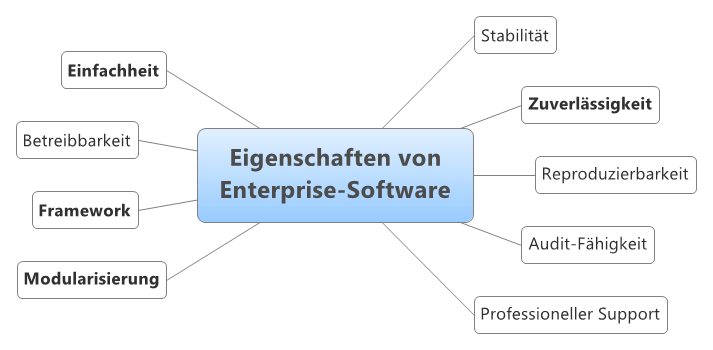 Stabilität
Einfachheit
Zuverlässigkeit
Betreibbarkeit
Eigenschaften von
Enterprise-Software
Reproduzierbarkeit
Framework
Audit-Fähigkeit
Modularisierung
Professioneller Support